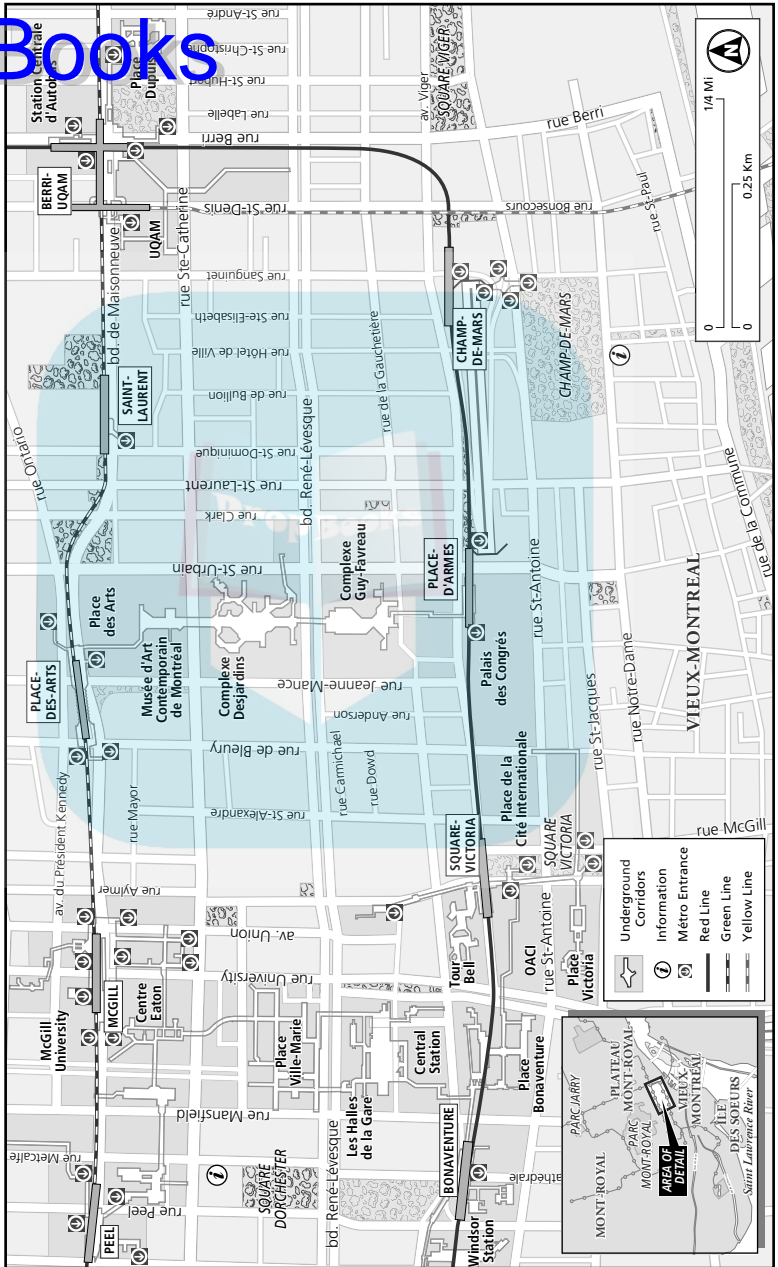 Books
rue St-André
rue St-Christophe
rue St-Hubert
rue Labelle
rue Berri
Station Centrale
d'Autobus
Place
Dupuis
SQUARE VIGER
av. Viger
rue Berri
BERRI-
UQAM
UQAM
bd. de Maisonneuve
rue Ste-Catherine
rue St-Denis
rue Bonsecours
rue St-Paul
rue Sanguinet
rue Ste-Elisabeth
rue Hôtel de Ville
rue de Bullion
rue St-Dominique
rue St-Laurent
rue Clark
rue St-Urbain
CHAMP-
DE-MARS
CHAMP-DE-MARS
SAINT-
LAURENT
rue Ontario
bd. René-Lévesque
rue de la Gauchetière
DropBooks
Place
des Arts
Musée d'Art
Contemporain
de Montréal
Complexe
Desjardins
Complexe
Guy-Favreau
PLACE-
D'ARMES
Palais
des Congrés
rue St-Antoine
rue de la Commune
VIEUX-MONTREAL
PLACE-
DES-ARTS
rue Jeanne-Mance
rue Anderson
rue de Bleury
rue Carmichael
rue Dowd
rue St-Alexandre
rue St-Jacques
rue Notre-Dame
av. du Président Kennedy
rue Mayor
rue Aylmer
SQUARE-
VICTORIA
Place de la
Cité Internationale
SQUARE
VICTORIA
rue McGill
av. Union
rue University
McGill
University
MCGILL
Centre
Eaton
Place
Ville-Marie
Tour
Bell
OACI
rue St-Antoine
Place
Victoria
Central
Station
Les Halles
de la Gare
Place
Bonaventure
rue Mansfield
rue Metcalfe
rue Peel
PEEL
SQUARE
DORCHESTER
bd. René-Lévesque
BONAVENTURE
athédrale
Windsor
Station
N
0
1/4 Mi
0
0.25 Km
Underground
Corridors
i Information
Métro Entrance
Red Line
Green Line
Yellow Line
PARC JARRY
PLATEAU
MONT-ROYAL
MONT-ROYAL
PARC
MONT-ROYAL
AREA OF
DETAIL
VIEUX-
MONTRÉAL
ÎLE
DES SOEURS
Saint Lawrence River